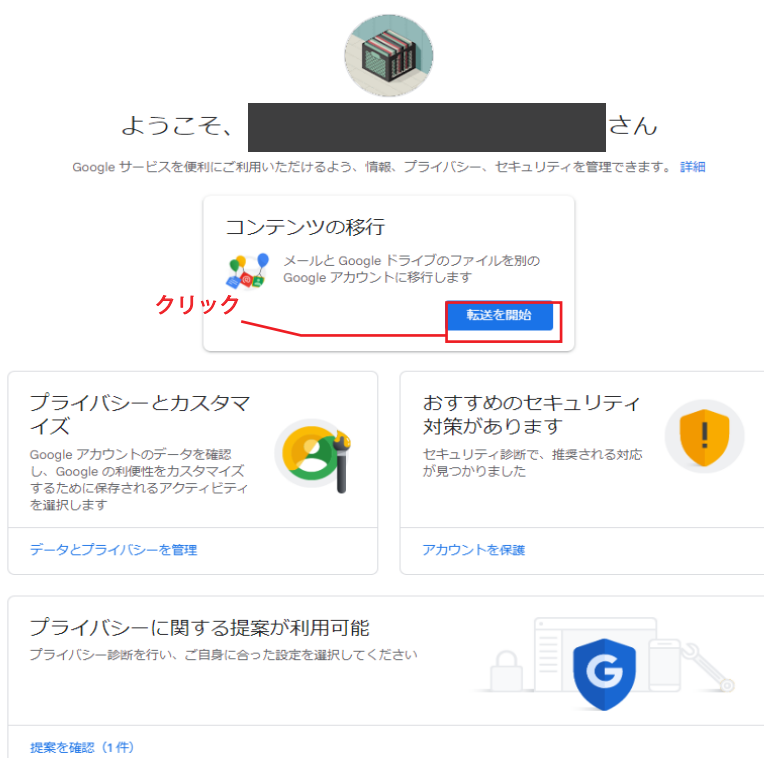 ようこそ、 さん
Google サービスを便利にご利用いただけるよう、情報、プライバシー、セキュリティを管理できます。 詳細
コンテンツの移行
メールと Google ドライブのファイルを別の
Google アカウントに移行します
クリック
転送を開始
プライバシーとカスタマ
イズ
Google アカウントのデータを確認
し、Google の利便性をカスタマイズ
するために保存されるアクティビティ
を選択します
データとプライバシーを管理
おすすめのセキュリティ
対策があります
セキュリティ診断で、推奨される対応
が見つかりました
アカウントを保護
プライバシーに関する提案が利用可能
プライバシー診断を行い、ご自身に合った設定を選択してください
G
提案を確認（1 件）